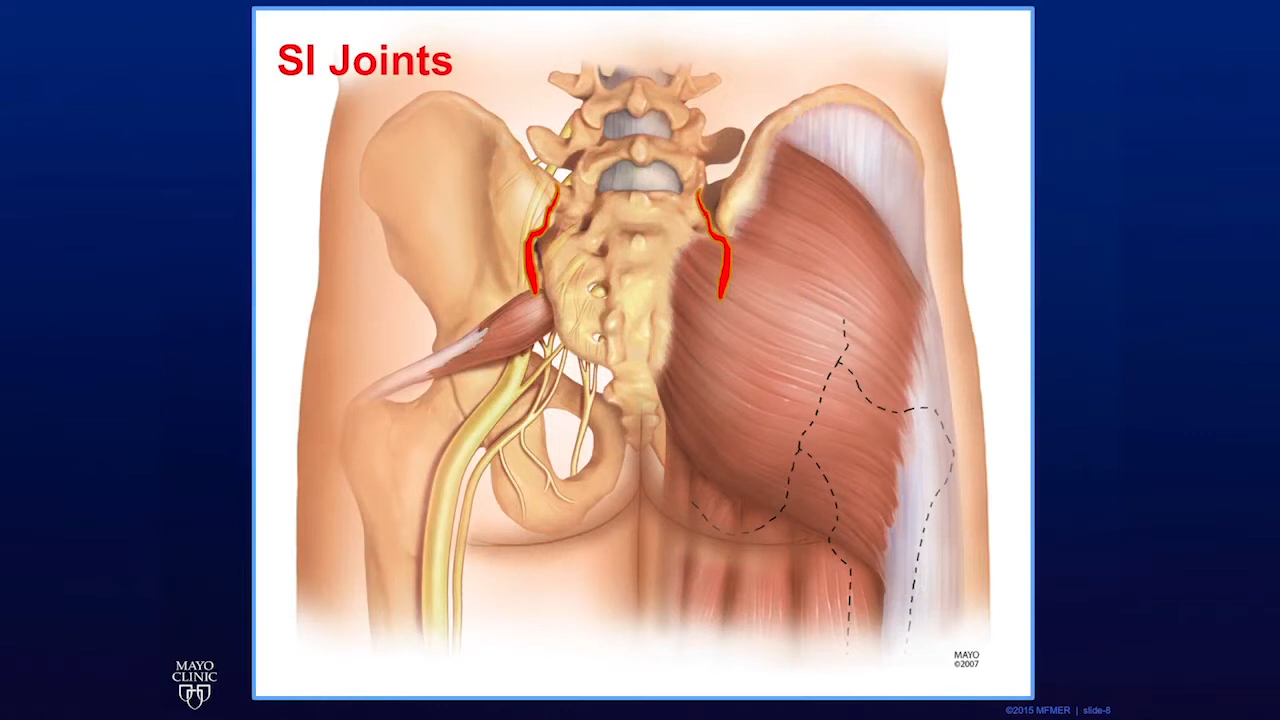 SI Joints
MAYO
©2007
MAYO
CLINIC
©2015 MFMER | slide-8